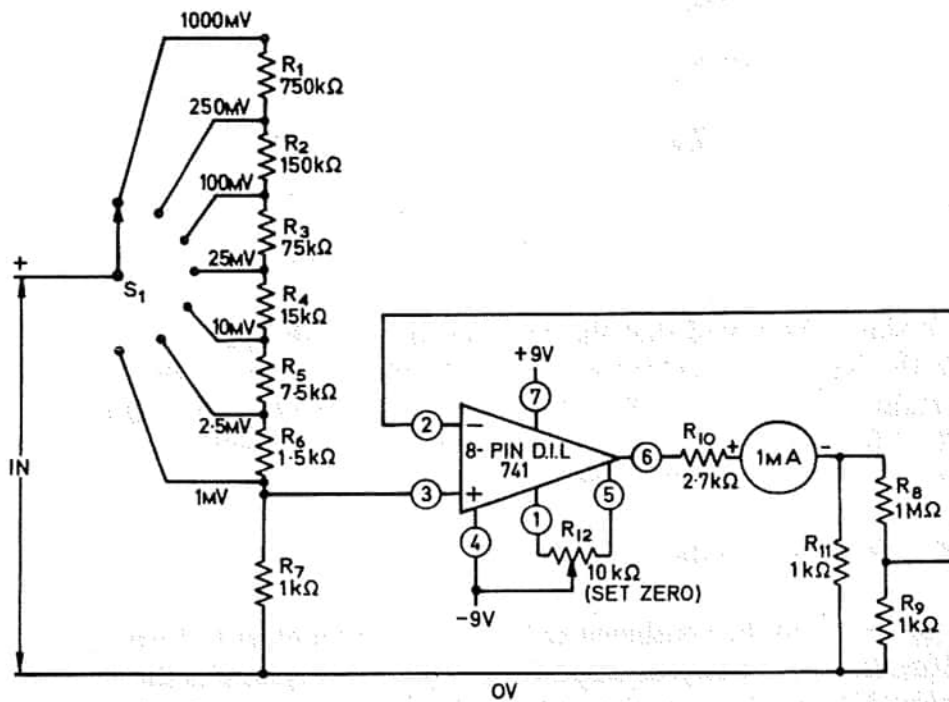 1000MV
R1
750kΩ
250MV
R2
150kΩ
100MV
R3
75kΩ
25MV
+
S1
R4
15kΩ
10MV
R5
7.5kΩ
2.5MV
R6
1.5kΩ
1MV
IN
R7
1kΩ
+9V
7
2
−
8-PIN D.I.L
741
6
R10
2.7kΩ
+
1MA
-
3
+
5
1
4
R12
10kΩ
(SET ZERO)
-9V
R8
1MΩ
R11
1kΩ
R9
1kΩ
OV